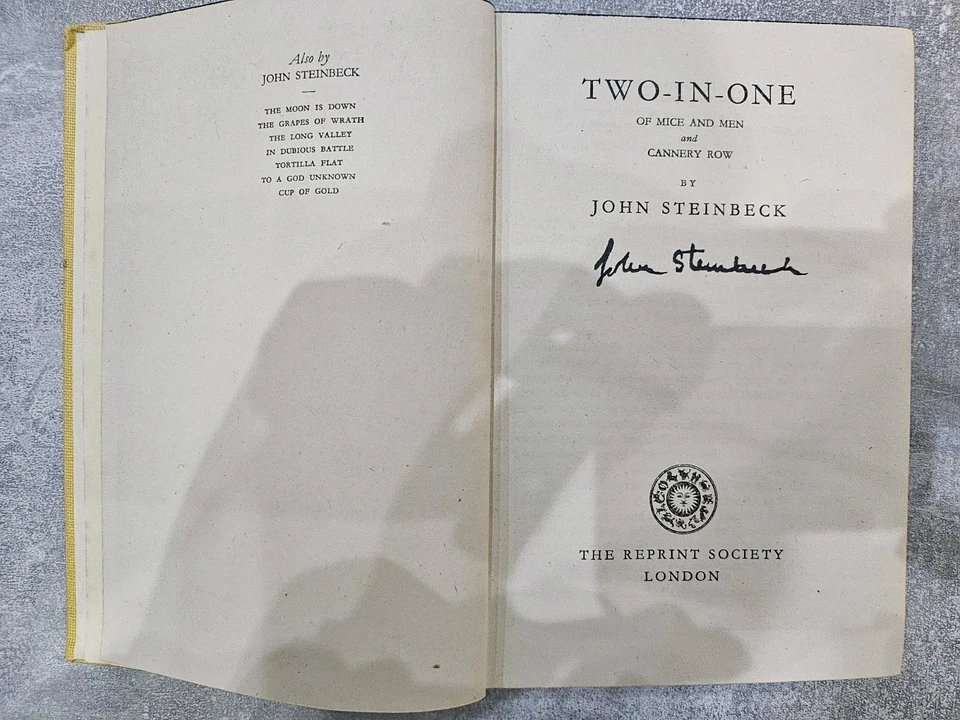 Also by
JOHN STEINBECK
THE MOON IS DOWN
THE GRAPES OF WRATH
THE LONG VALLEY
IN DUBIOUS BATTLE
TORTILLA FLAT
TO A GOD UNKNOWN
CUP OF GOLD
TWO-IN-ONE
OF MICE AND MEN
and
CANNERY ROW
BY
JOHN STEINBECK
John Steinbeck
THE REPRINT SOCIETY
LONDON